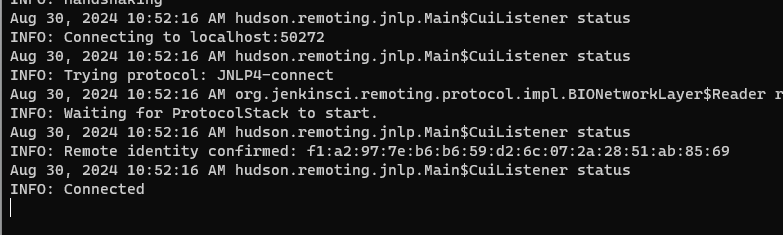 INFO: Handshaking
Aug 30, 2024 10:52:16 AM hudson.remoting.jnlp.Main$CuiListener status
INFO: Connecting to localhost:50272
Aug 30, 2024 10:52:16 AM hudson.remoting.jnlp.Main$CuiListener status
INFO: Trying protocol: JNLP4-connect
Aug 30, 2024 10:52:16 AM org.jenkinsci.remoting.protocol.impl.BIONetworkLayer$Reader r
INFO: Waiting for ProtocolStack to start.
Aug 30, 2024 10:52:16 AM hudson.remoting.jnlp.Main$CuiListener status
INFO: Remote identity confirmed: f1:a2:97:7e:b6:b6:59:d2:6c:07:2a:28:51:ab:85:69
Aug 30, 2024 10:52:16 AM hudson.remoting.jnlp.Main$CuiListener status
INFO: Connected